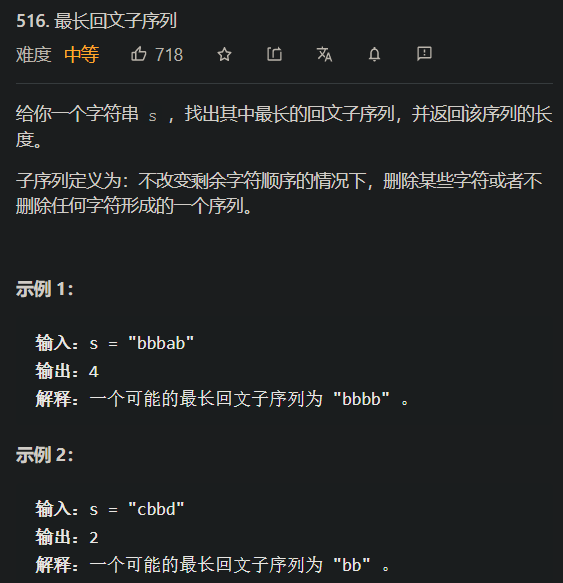 516. 最长回文子序列
难度 中等 718
给你一个字符串 s ，找出其中最长的回文子序列，并返回该序列的长
度。
子序列定义为：不改变剩余字符顺序的情况下，删除某些字符或者不
删除任何字符形成的一个序列。
示例 1：
输入：s = "bbbab"
输出：4
解释：一个可能的最长回文子序列为 "bbbb" 。
示例 2：
输入：s = "cbbd"
输出：2
解释：一个可能的最长回文子序列为 "bb" 。